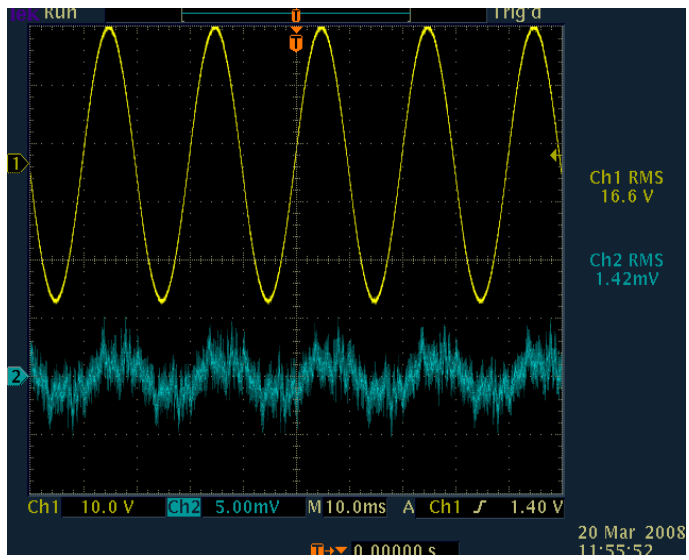 Tek Run Trig'd
T
T
1
Ch1 RMS
16.6 V
Ch2 RMS
1.42mV
2
Ch1 10.0 V Ch2 5.00mV M 10.0ms A Ch1 1.40 V
20 Mar 2008
T 0.00000 s 11:55:52